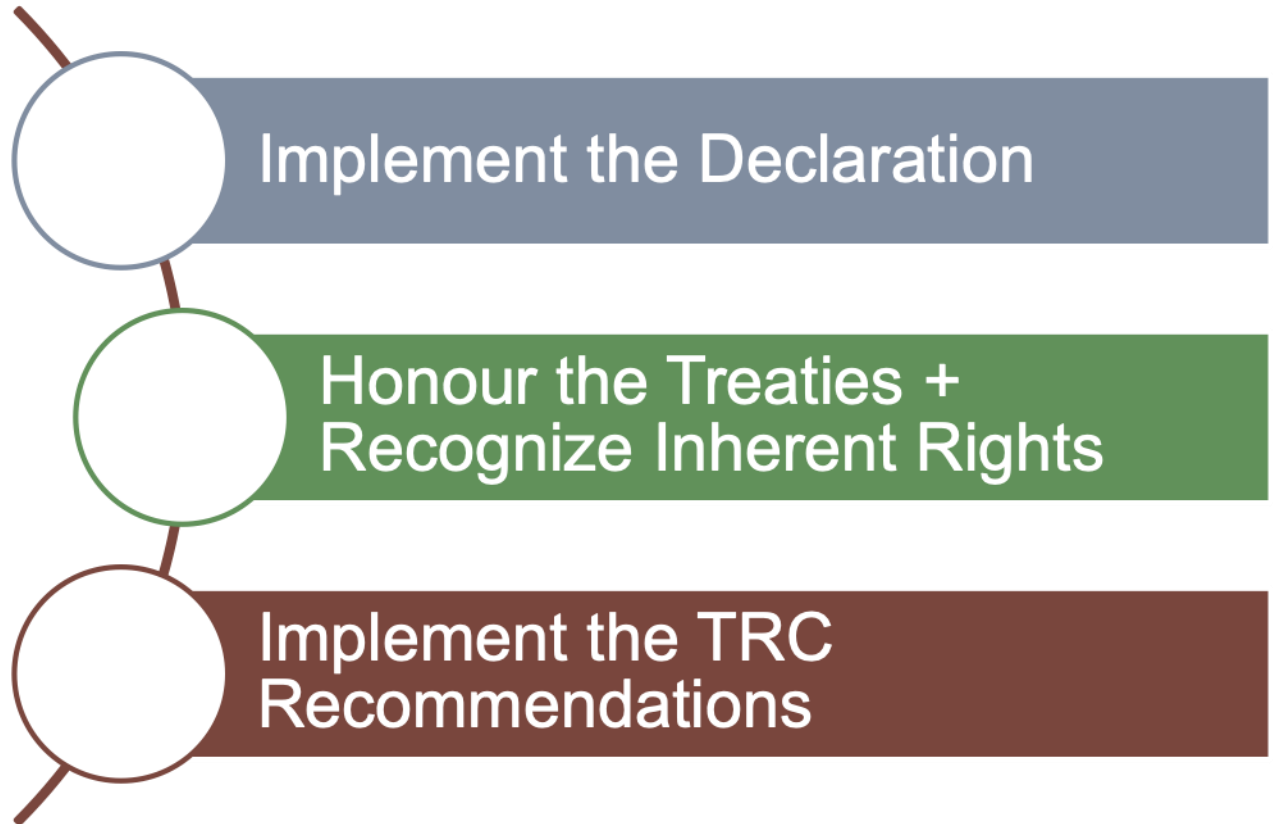 Implement the Declaration
Honour the Treaties +
Recognize Inherent Rights
Implement the TRC
Recommendations